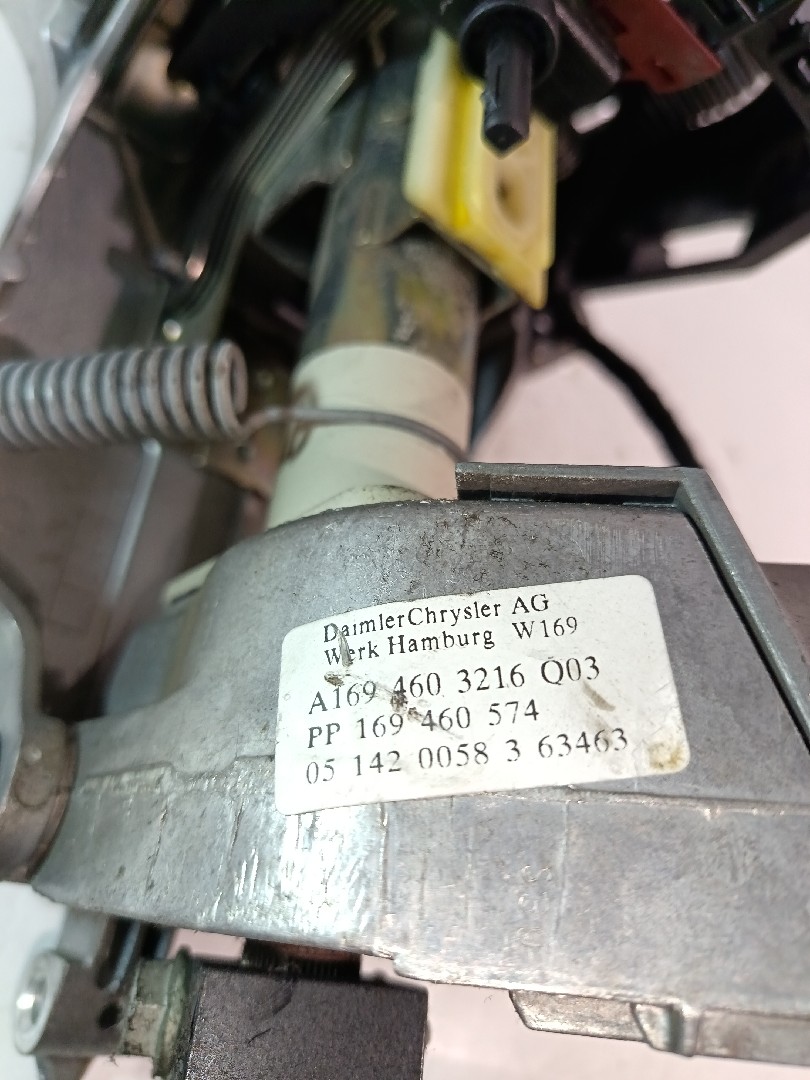 DaimlerChrysler AG
Werk Hamburg W169
A169 460 3216 Q03
PP 169 460 574
05 142 0058 3 63463